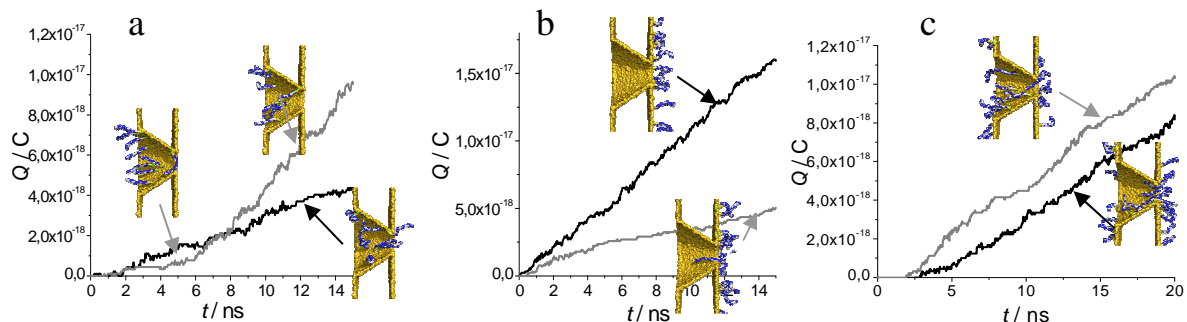 a
Q / C
1,2x10⁻¹⁷
1,0x10⁻¹⁷
8,0x10⁻¹⁸
6,0x10⁻¹⁸
4,0x10⁻¹⁸
2,0x10⁻¹⁸
0,0
0 2 4 6 8 10 12 14
t / ns
b
Q / C
1,5x10⁻¹⁷
1,0x10⁻¹⁷
5,0x10⁻¹⁸
0,0
0 2 4 6 8 10 12 14
t / ns
c
Q / C
1,2x10⁻¹⁷
1,0x10⁻¹⁷
8,0x10⁻¹⁸
6,0x10⁻¹⁸
4,0x10⁻¹⁸
2,0x10⁻¹⁸
0,0
0 5 10 15 20
t / ns